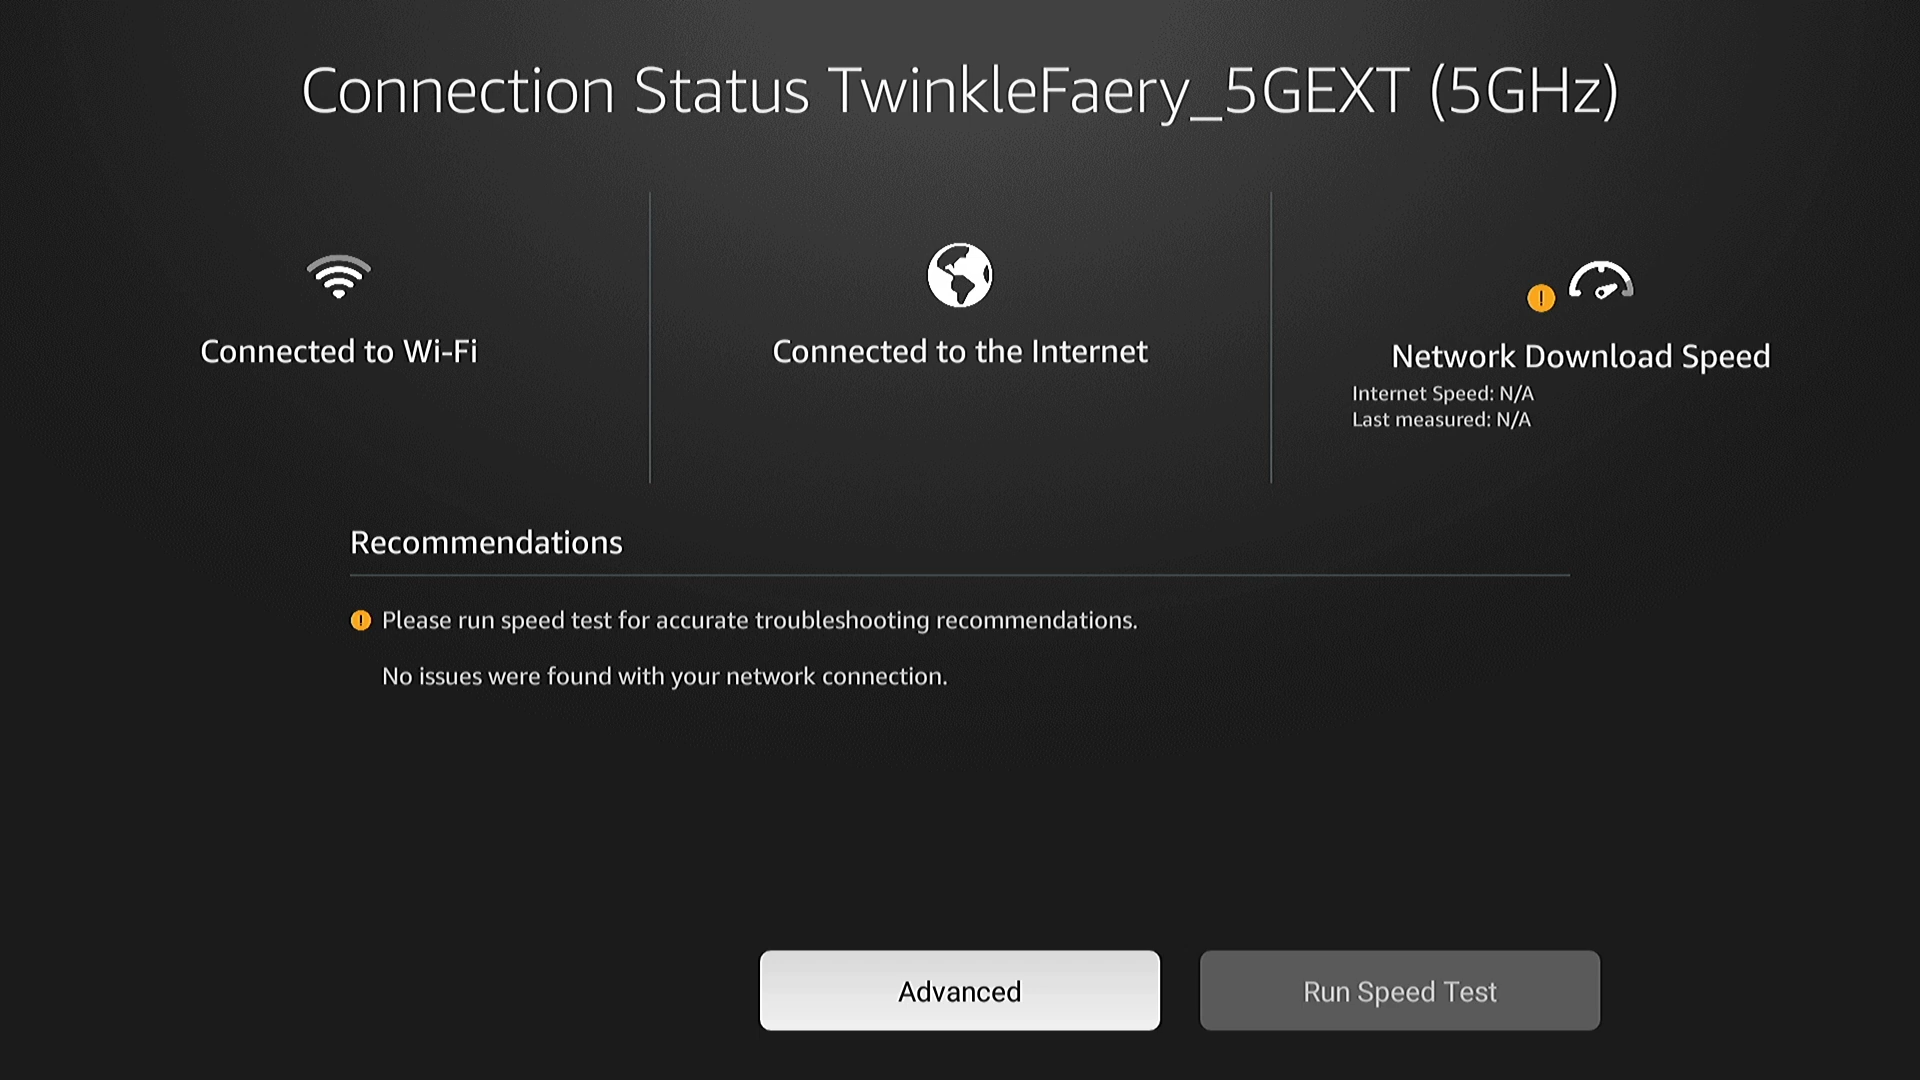 Connection Status TwinkleFaery_5GEXT (5GHz)
Connected to Wi-Fi
Connected to the Internet
Network Download Speed
Internet Speed: N/A
Last measured: N/A
Recommendations
Please run speed test for accurate troubleshooting recommendations.
No issues were found with your network connection.
Advanced
Run Speed Test